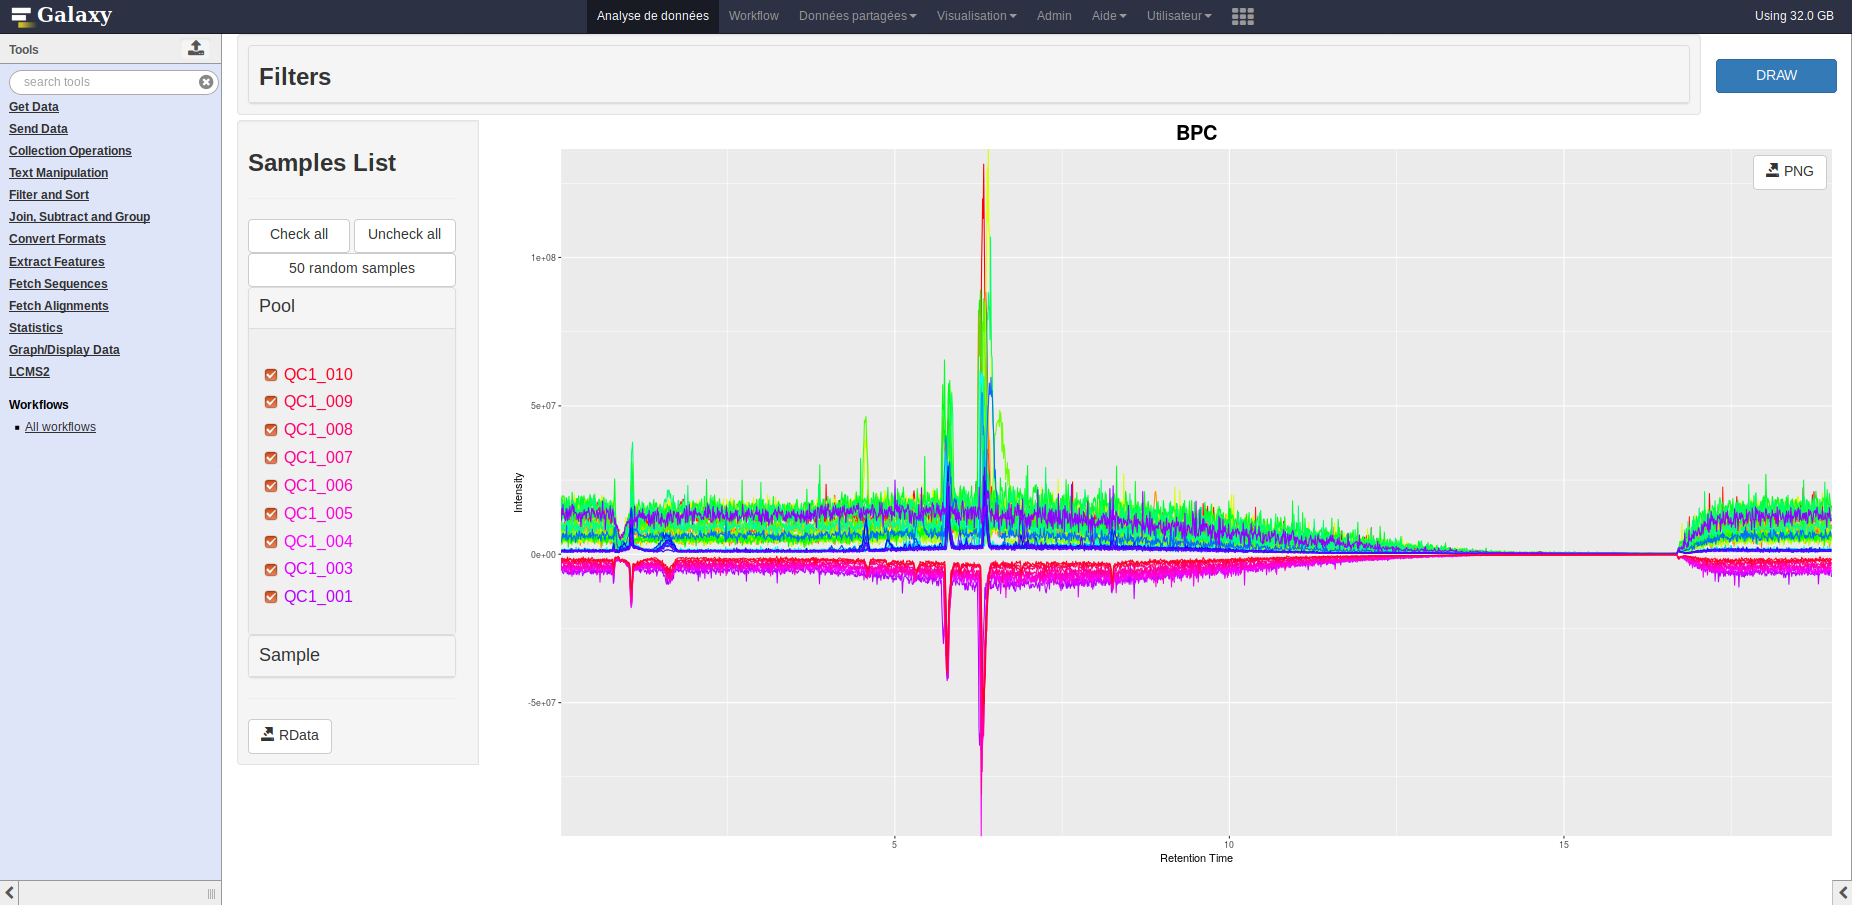 Galaxy
Analyse de données Workflow Données partagées Visualisation Admin Aide Utilisateur Using 32.0 GB
Tools
search tools
Get Data
Send Data
Collection Operations
Text Manipulation
Filter and Sort
Join, Subtract and Group
Convert Formats
Extract Features
Fetch Sequences
Fetch Alignments
Statistics
Graph/Display Data
LCMS2
Workflows
All workflows
Filters
DRAW
Samples List
Check all Uncheck all
50 random samples
Pool
QC1_010
QC1_009
QC1_008
QC1_007
QC1_006
QC1_005
QC1_004
QC1_003
QC1_001
Sample
RData
BPC
PNG
Intensity
1e+08
5e+07
0e+00
-5e+07
5 10 15
Retention Time